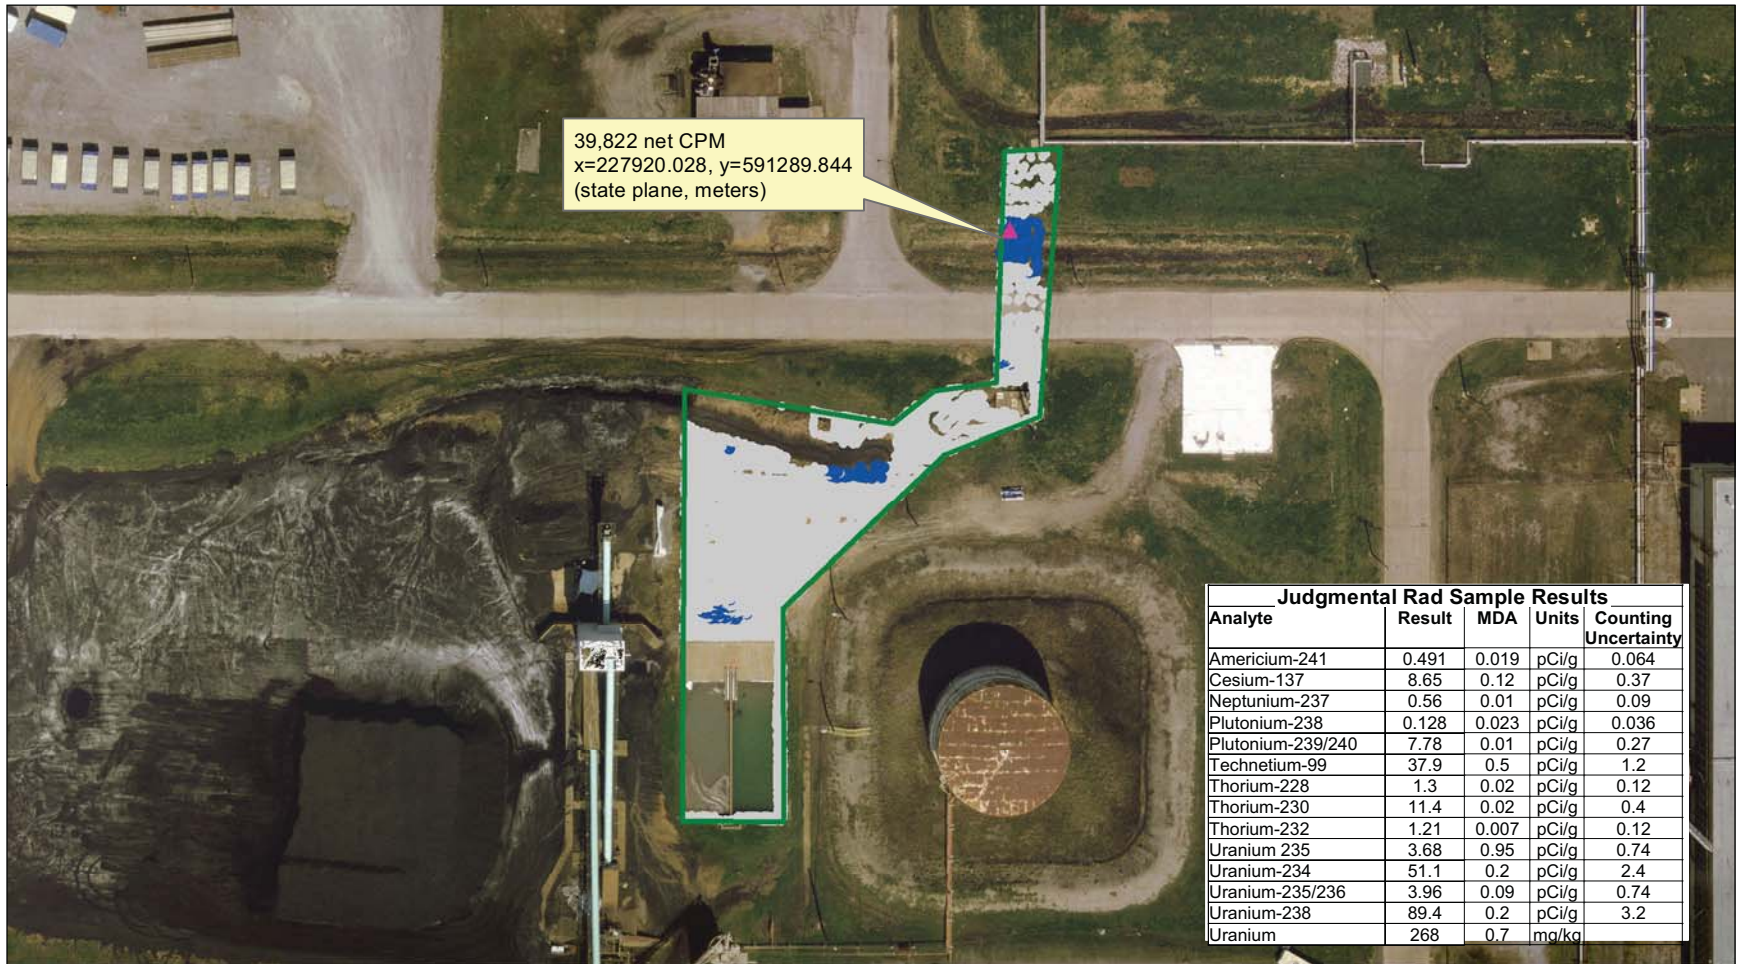 39,822 net CPM
x=227920.028, y=591289.844
(state plane, meters)
Judgmental Rad Sample Results
Analyte Result MDA Units Counting
Uncertainty
Americium-241 0.491 0.019 pCi/g 0.064
Cesium-137 8.65 0.12 pCi/g 0.37
Neptunium-237 0.56 0.01 pCi/g 0.09
Plutonium-238 0.128 0.023 pCi/g 0.036
Plutonium-239/240 7.78 0.01 pCi/g 0.27
Technetium-99 37.9 0.5 pCi/g 1.2
Thorium-228 1.3 0.02 pCi/g 0.12
Thorium-230 11.4 0.02 pCi/g 0.4
Thorium-232 1.21 0.007 pCi/g 0.12
Uranium 235 3.68 0.95 pCi/g 0.74
Uranium-234 51.1 0.2 pCi/g 2.4
Uranium-235/236 3.96 0.09 pCi/g 0.74
Uranium-238 89.4 0.2 pCi/g 3.2
Uranium 268 0.7 mg/kg